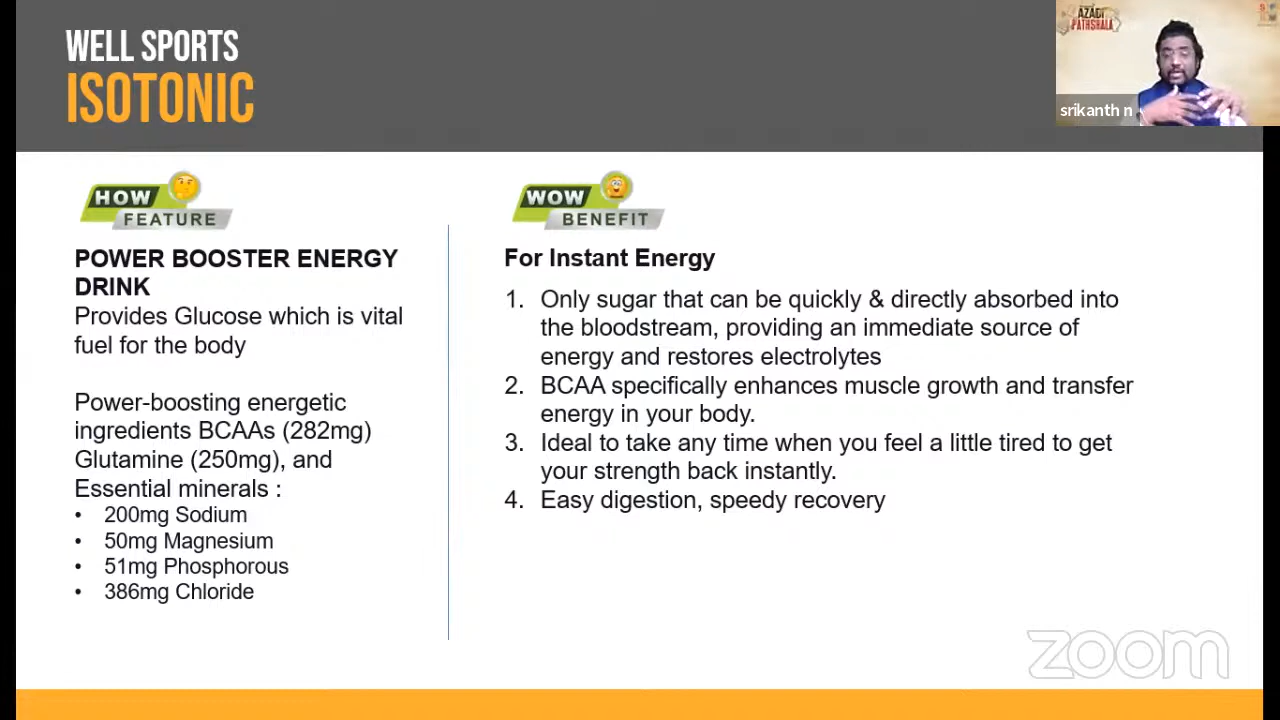 WELL SPORTS
ISOTONIC
AZADI
PATHSHALA
srikanth n
HOW
FEATURE
POWER BOOSTER ENERGY
DRINK
Provides Glucose which is vital
fuel for the body
Power-boosting energetic
ingredients BCAAs (282mg)
Glutamine (250mg), and
Essential minerals :
• 200mg Sodium
• 50mg Magnesium
• 51mg Phosphorous
• 386mg Chloride
WOW
BENEFIT
For Instant Energy
1. Only sugar that can be quickly & directly absorbed into
the bloodstream, providing an immediate source of
energy and restores electrolytes
2. BCAA specifically enhances muscle growth and transfer
energy in your body.
3. Ideal to take any time when you feel a little tired to get
your strength back instantly.
4. Easy digestion, speedy recovery
zoom